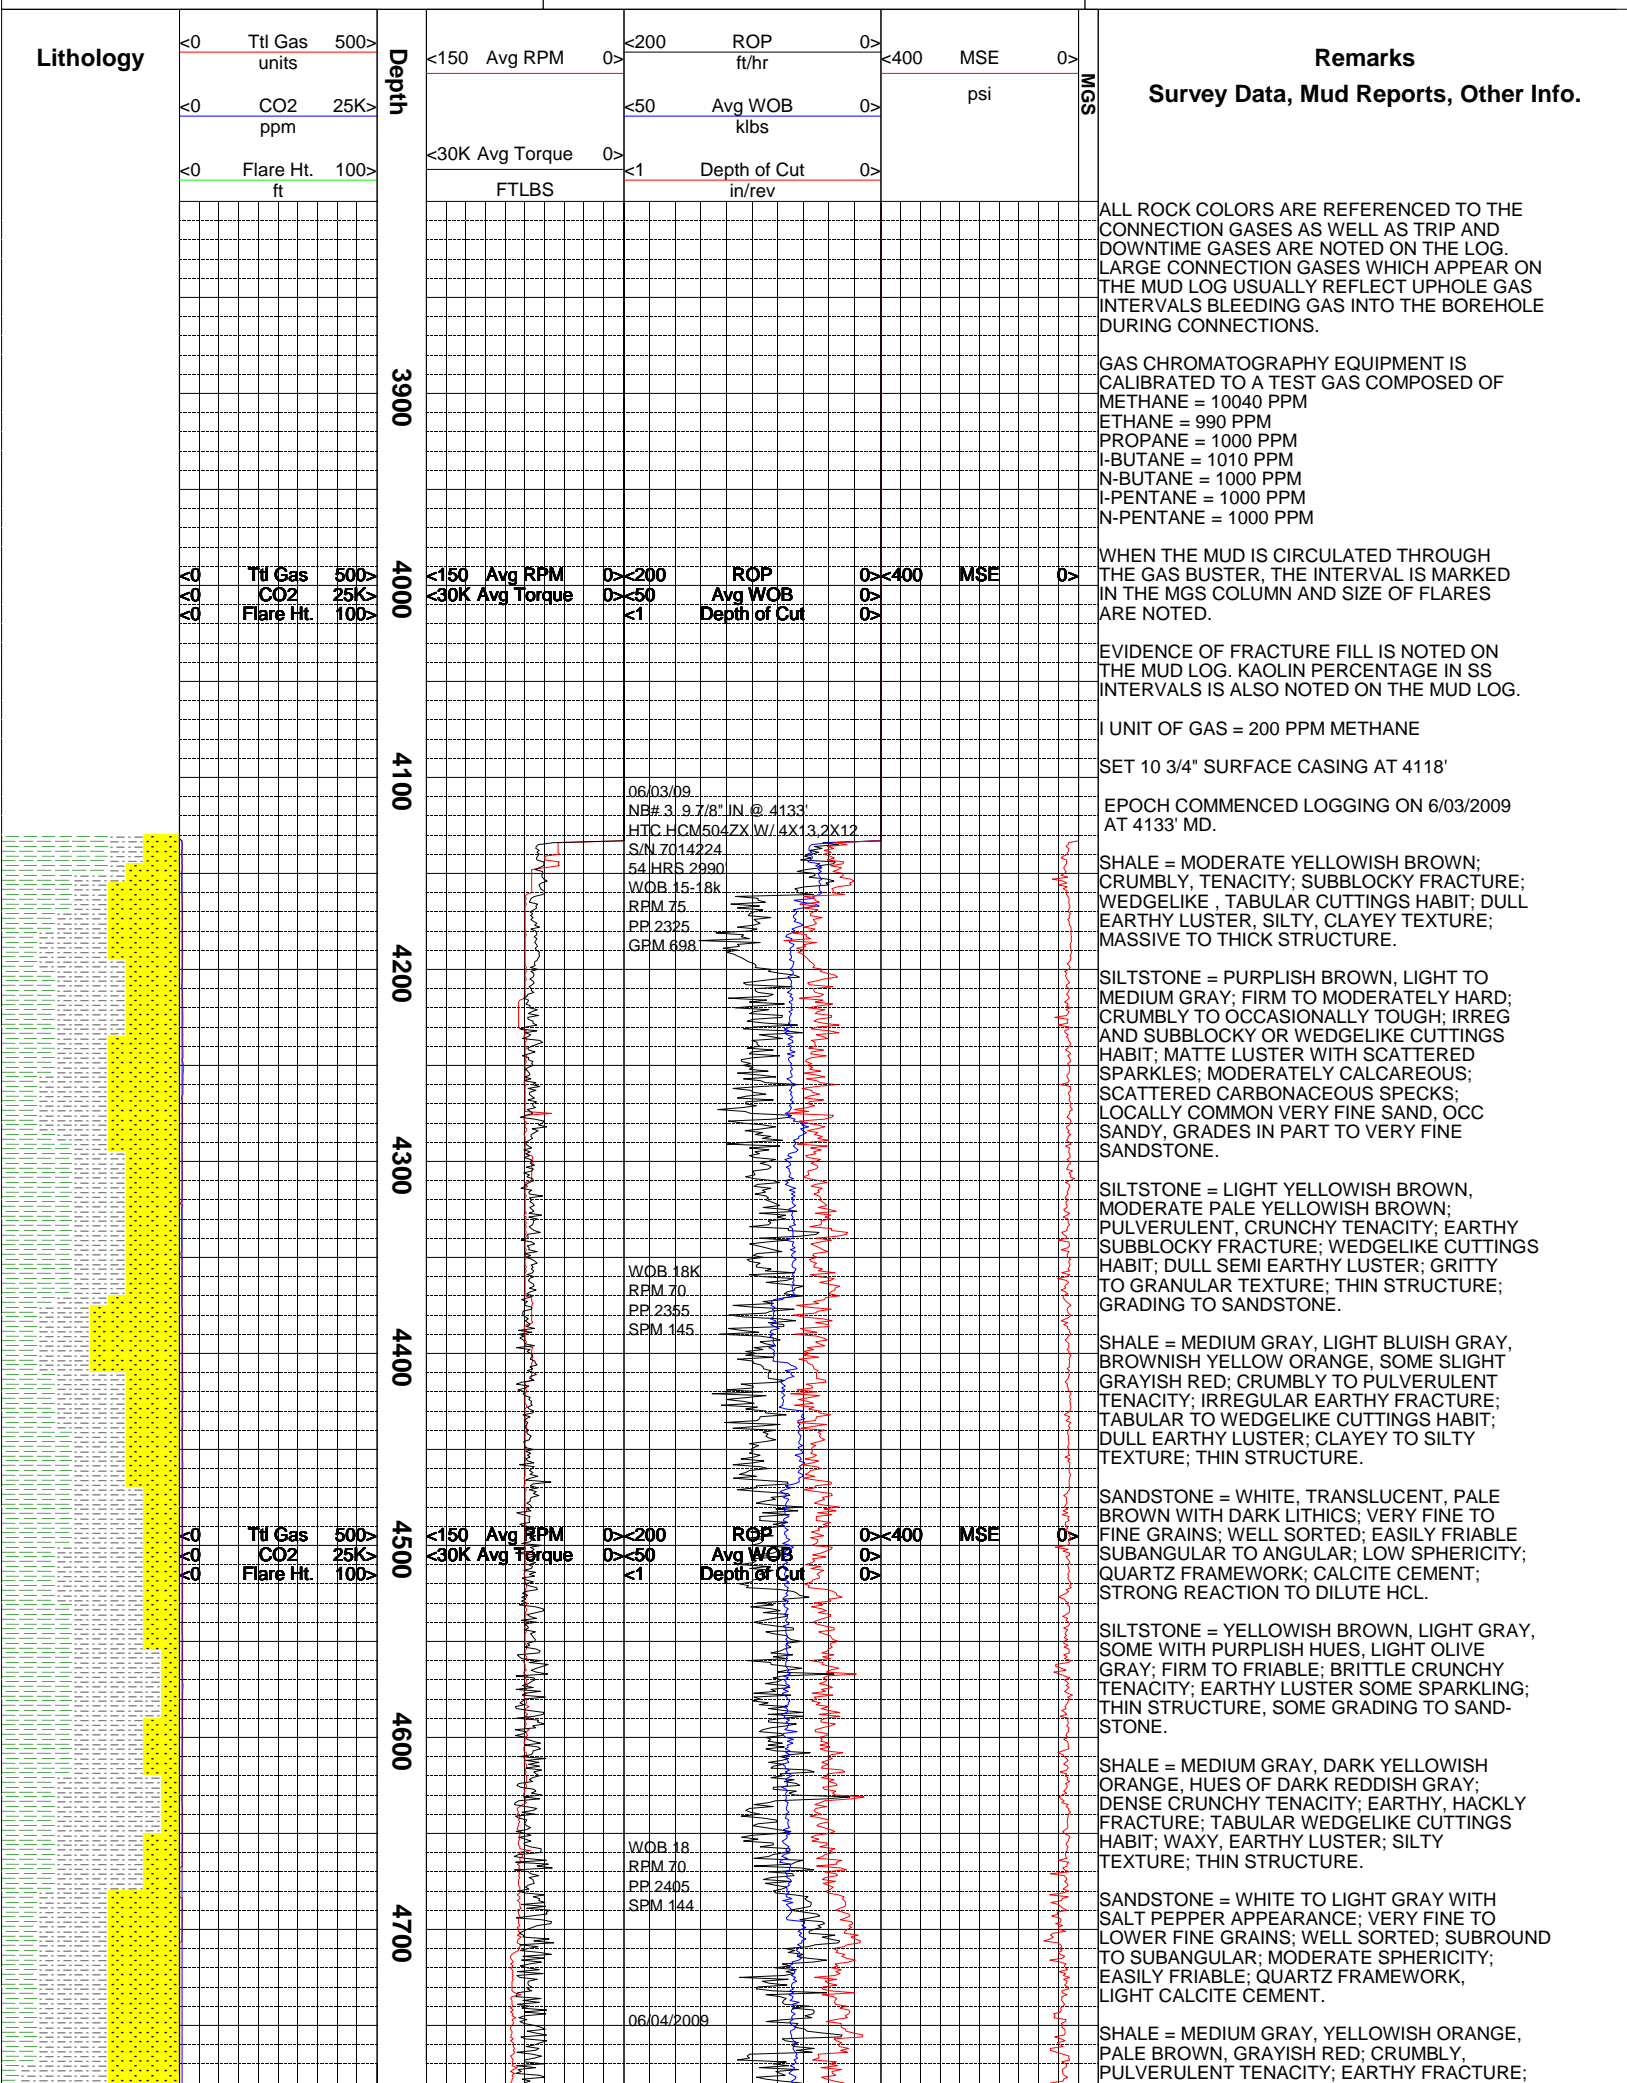 Lithology
<0 Ttl Gas 500>
units
<0 CO2 25K>
ppm
<0 Flare Ht. 100>
ft
Depth
<150 Avg RPM 0>
<30K Avg Torque 0>
FTLBS
<200 ROP 0>
ft/hr
<50 Avg WOB 0>
klbs
<1 Depth of Cut 0>
in/rev
<400 MSE 0>
psi
MGS
Remarks
Survey Data, Mud Reports, Other Info.
3900
4000
4100
4200
4300
4400
4500
4600
4700
<0 Ttl Gas 500>
<0 CO2 25K>
<0 Flare Ht. 100>
<150 Avg RPM 0>
<30K Avg Torque 0>
<200 ROP 0>
<50 Avg WOB 0>
<1 Depth of Cut 0>
<400 MSE 0>
06/03/09
NB# 3 9 7/8" IN @ 4133'
HTC HCM504ZX W/ 4X13,2X12
S/N 7014224
54 HRS 2990'
WOB 15-18k
RPM 75
PP 2325
GPM 698
WOB 18K
RPM 70
PP 2355
SPM 145
<0 Ttl Gas 500>
<0 CO2 25K>
<0 Flare Ht. 100>
<150 Avg RPM 0>
<30K Avg Torque 0>
<200 ROP 0>
<50 Avg WOB 0>
<1 Depth of Cut 0>
<400 MSE 0>
WOB 18
RPM 70
PP 2405
SPM 144
06/04/2009
ALL ROCK COLORS ARE REFERENCED TO THE
CONNECTION GASES AS WELL AS TRIP AND
DOWNTIME GASES ARE NOTED ON THE LOG.
LARGE CONNECTION GASES WHICH APPEAR ON
THE MUD LOG USUALLY REFLECT UPHOLE GAS
INTERVALS BLEEDING GAS INTO THE BOREHOLE
DURING CONNECTIONS.
GAS CHROMATOGRAPHY EQUIPMENT IS
CALIBRATED TO A TEST GAS COMPOSED OF
METHANE = 10040 PPM
ETHANE = 990 PPM
PROPANE = 1000 PPM
I-BUTANE = 1010 PPM
N-BUTANE = 1000 PPM
I-PENTANE = 1000 PPM
N-PENTANE = 1000 PPM
WHEN THE MUD IS CIRCULATED THROUGH
THE GAS BUSTER, THE INTERVAL IS MARKED
IN THE MGS COLUMN AND SIZE OF FLARES
ARE NOTED.
EVIDENCE OF FRACTURE FILL IS NOTED ON
THE MUD LOG. KAOLIN PERCENTAGE IN SS
INTERVALS IS ALSO NOTED ON THE MUD LOG.
I UNIT OF GAS = 200 PPM METHANE
SET 10 3/4" SURFACE CASING AT 4118'
EPOCH COMMENCED LOGGING ON 6/03/2009
AT 4133' MD.
SHALE = MODERATE YELLOWISH BROWN;
CRUMBLY, TENACITY; SUBBLOCKY FRACTURE;
WEDGELIKE , TABULAR CUTTINGS HABIT; DULL
EARTHY LUSTER, SILTY, CLAYEY TEXTURE;
MASSIVE TO THICK STRUCTURE.
SILTSTONE = PURPLISH BROWN, LIGHT TO
MEDIUM GRAY; FIRM TO MODERATELY HARD;
CRUMBLY TO OCCASIONALLY TOUGH; IRREG
AND SUBBLOCKY OR WEDGELIKE CUTTINGS
HABIT; MATTE LUSTER WITH SCATTERED
SPARKLES; MODERATELY CALCAREOUS;
SCATTERED CARBONACEOUS SPECKS;
LOCALLY COMMON VERY FINE SAND, OCC
SANDY, GRADES IN PART TO VERY FINE
SANDSTONE.
SILTSTONE = LIGHT YELLOWISH BROWN,
MODERATE PALE YELLOWISH BROWN;
PULVERULENT, CRUNCHY TENACITY; EARTHY
SUBBLOCKY FRACTURE; WEDGELIKE CUTTINGS
HABIT; DULL SEMI EARTHY LUSTER; GRITTY
TO GRANULAR TEXTURE; THIN STRUCTURE;
GRADING TO SANDSTONE.
SHALE = MEDIUM GRAY, LIGHT BLUISH GRAY,
BROWNISH YELLOW ORANGE, SOME SLIGHT
GRAYISH RED; CRUMBLY TO PULVERULENT
TENACITY; IRREGULAR EARTHY FRACTURE;
TABULAR TO WEDGELIKE CUTTINGS HABIT;
DULL EARTHY LUSTER; CLAYEY TO SILTY
TEXTURE; THIN STRUCTURE.
SANDSTONE = WHITE, TRANSLUCENT, PALE
BROWN WITH DARK LITHICS; VERY FINE TO
FINE GRAINS; WELL SORTED; EASILY FRIABLE
SUBANGULAR TO ANGULAR; LOW SPHERICITY;
QUARTZ FRAMEWORK; CALCITE CEMENT;
STRONG REACTION TO DILUTE HCL.
SILTSTONE = YELLOWISH BROWN, LIGHT GRAY,
SOME WITH PURPLISH HUES, LIGHT OLIVE
GRAY; FIRM TO FRIABLE; BRITTLE CRUNCHY
TENACITY; EARTHY LUSTER SOME SPARKLING;
THIN STRUCTURE, SOME GRADING TO SAND-
STONE.
SHALE = MEDIUM GRAY, DARK YELLOWISH
ORANGE, HUES OF DARK REDDISH GRAY;
DENSE CRUNCHY TENACITY; EARTHY, HACKLY
FRACTURE; TABULAR WEDGELIKE CUTTINGS
HABIT; WAXY, EARTHY LUSTER; SILTY
TEXTURE; THIN STRUCTURE.
SANDSTONE = WHITE TO LIGHT GRAY WITH
SALT PEPPER APPEARANCE; VERY FINE TO
LOWER FINE GRAINS; WELL SORTED; SUBROUND
TO SUBANGULAR; MODERATE SPHERICITY;
EASILY FRIABLE; QUARTZ FRAMEWORK,
LIGHT CALCITE CEMENT.
SHALE = MEDIUM GRAY, YELLOWISH ORANGE,
PALE BROWN, GRAYISH RED; CRUMBLY,
PULVERULENT TENACITY; EARTHY FRACTURE;